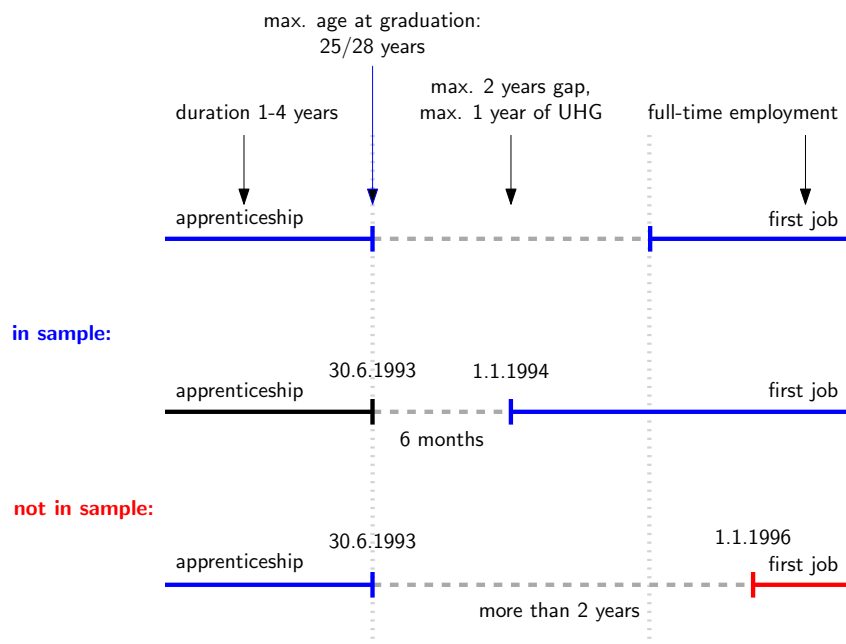 max. age at graduation:
25/28 years
max. 2 years gap,
duration 1-4 years
max. 1 year of UHG
full-time employment
apprenticeship
first job
in sample:
30.6.1993
1.1.1994
apprenticeship
first job
6 months
not in sample:
30.6.1993
1.1.1996
apprenticeship
first job
more than 2 years